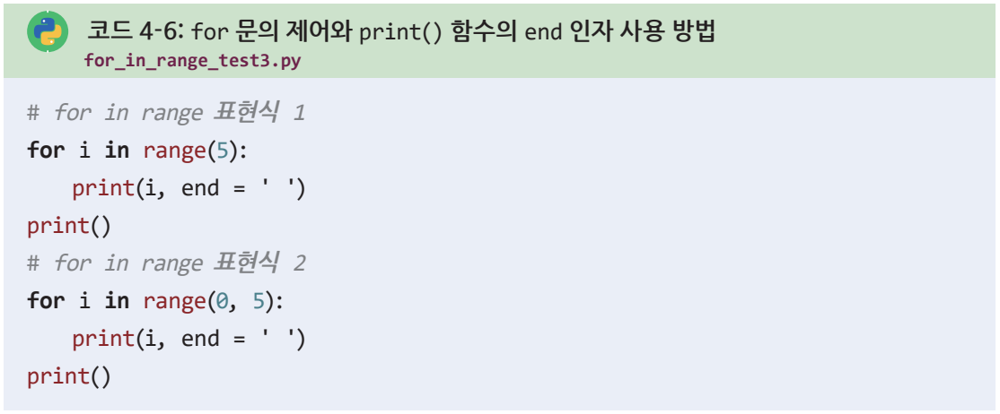 코드 4-6: for 문의 제어와 print() 함수의 end 인자 사용 방법
for_in_range_test3.py
# for in range 표현식 1
for i in range(5):
    print(i, end = ' ')
print()
# for in range 표현식 2
for i in range(0, 5):
    print(i, end = ' ')
print()